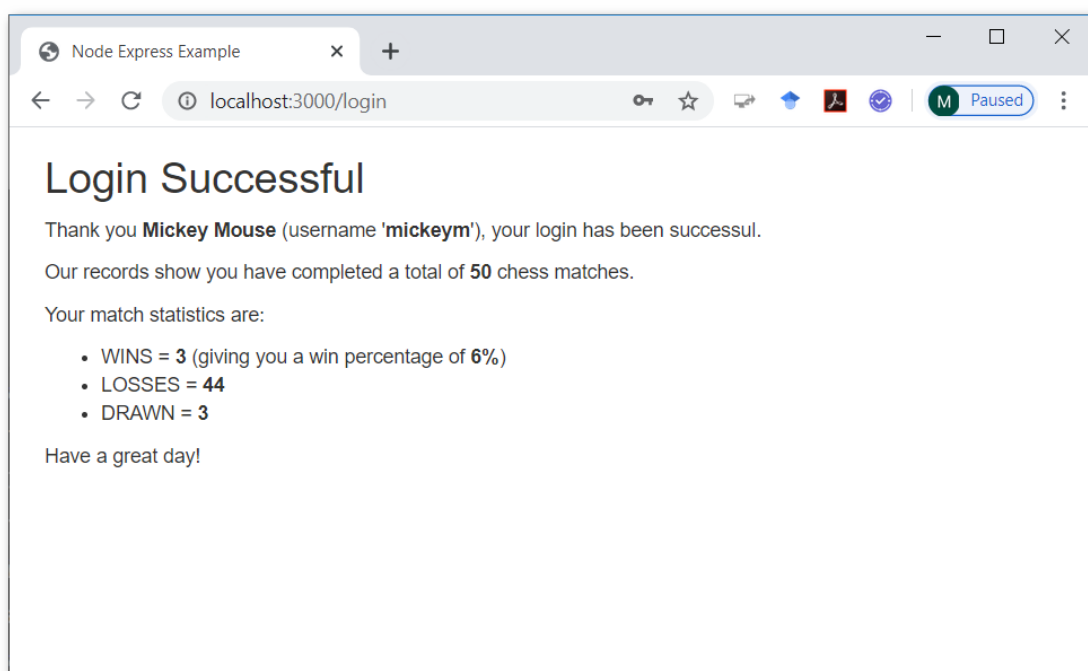 Node Express Example
localhost:3000/login
M Paused
Login Successful
Thank you Mickey Mouse (username 'mickeym'), your login has been successul.
Our records show you have completed a total of 50 chess matches.
Your match statistics are:
• WINS = 3 (giving you a win percentage of 6%)
• LOSSES = 44
• DRAWN = 3
Have a great day!